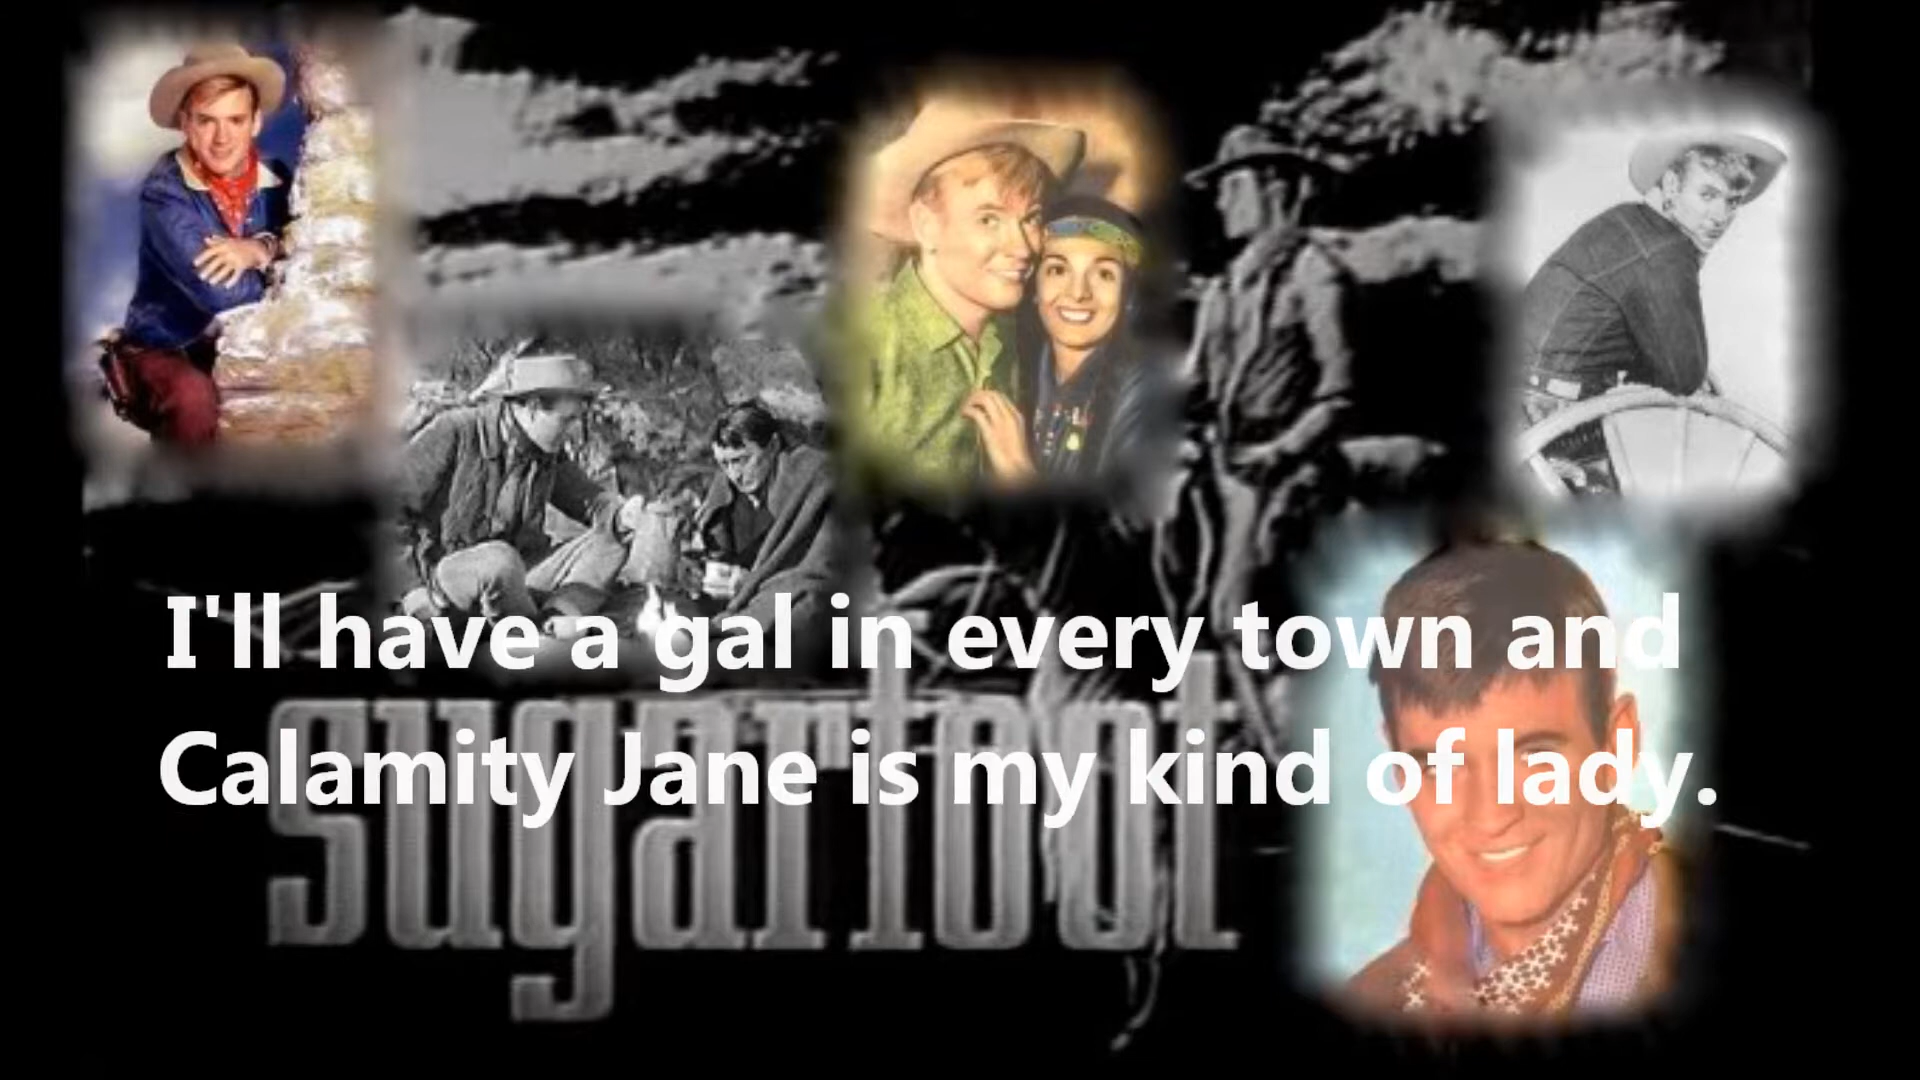 I'll have a gal in every town and
Calamity Jane is my kind of lady.
sugarfoot